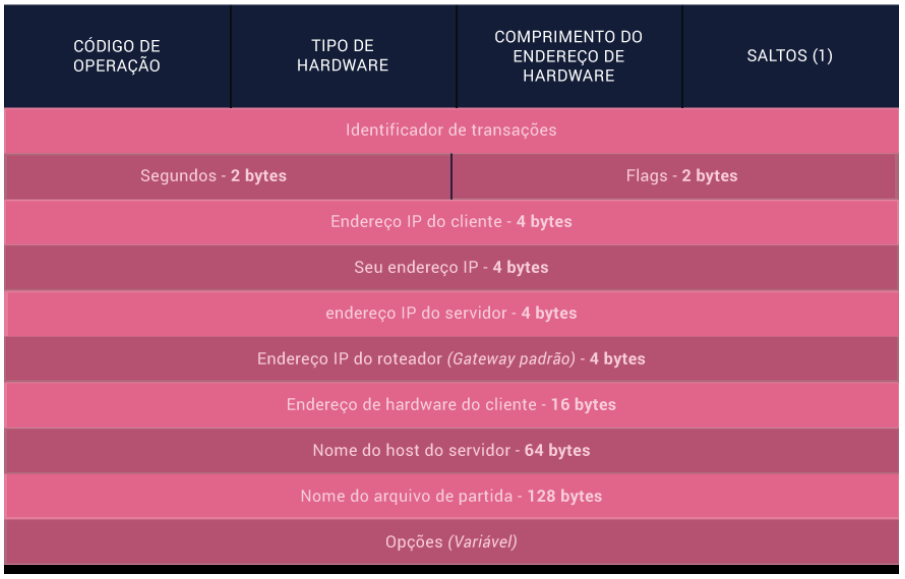 CÓDIGO DE
OPERAÇÃO
TIPO DE
HARDWARE
COMPRIMENTO DO
ENDEREÇO DE
HARDWARE
SALTOS (1)
Identificador de transações
Segundos - 2 bytes
Flags - 2 bytes
Endereço IP do cliente - 4 bytes
Seu endereço IP - 4 bytes
endereço IP do servidor - 4 bytes
Endereço IP do roteador (Gateway padrão) - 4 bytes
Endereço de hardware do cliente - 16 bytes
Nome do host do servidor - 64 bytes
Nome do arquivo de partida - 128 bytes
Opções (Variável)